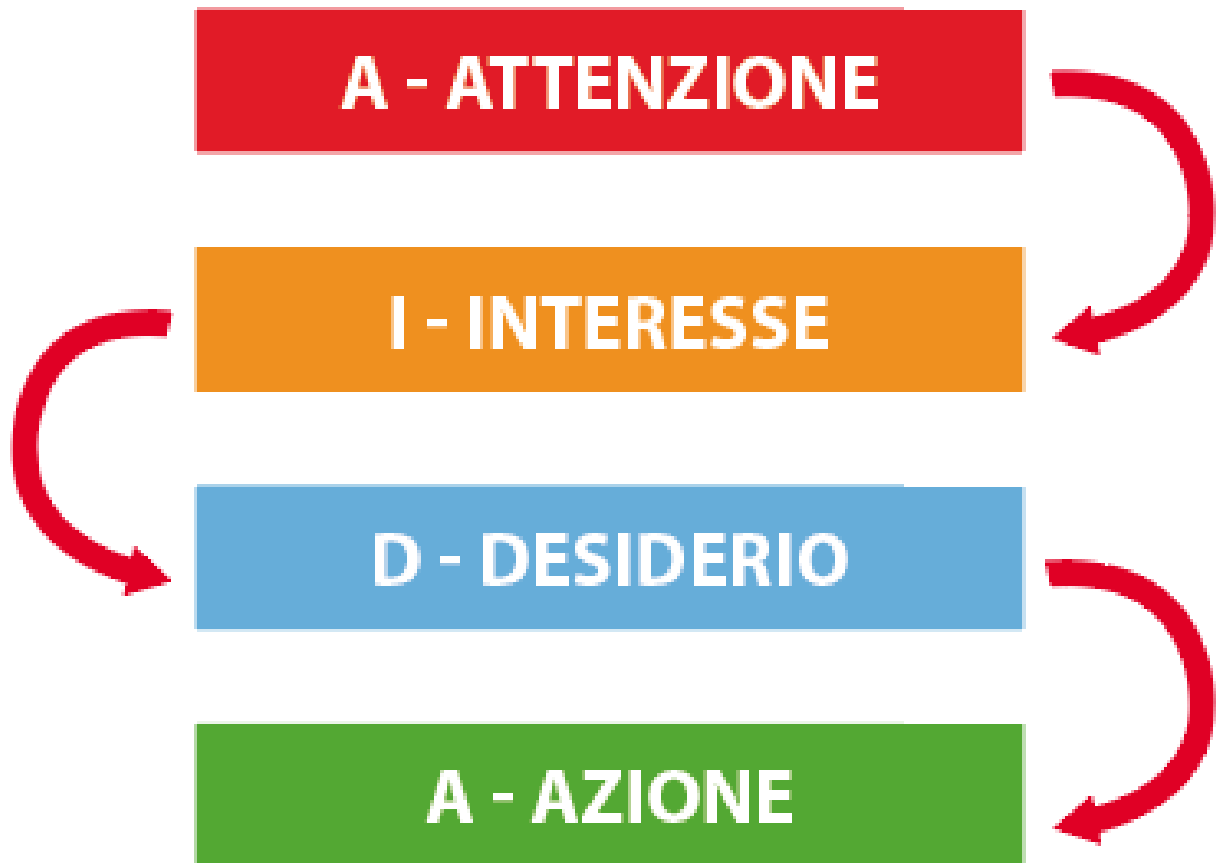 A - ATTENZIONE
I - INTERESSE
D - DESIDERIO
A - AZIONE